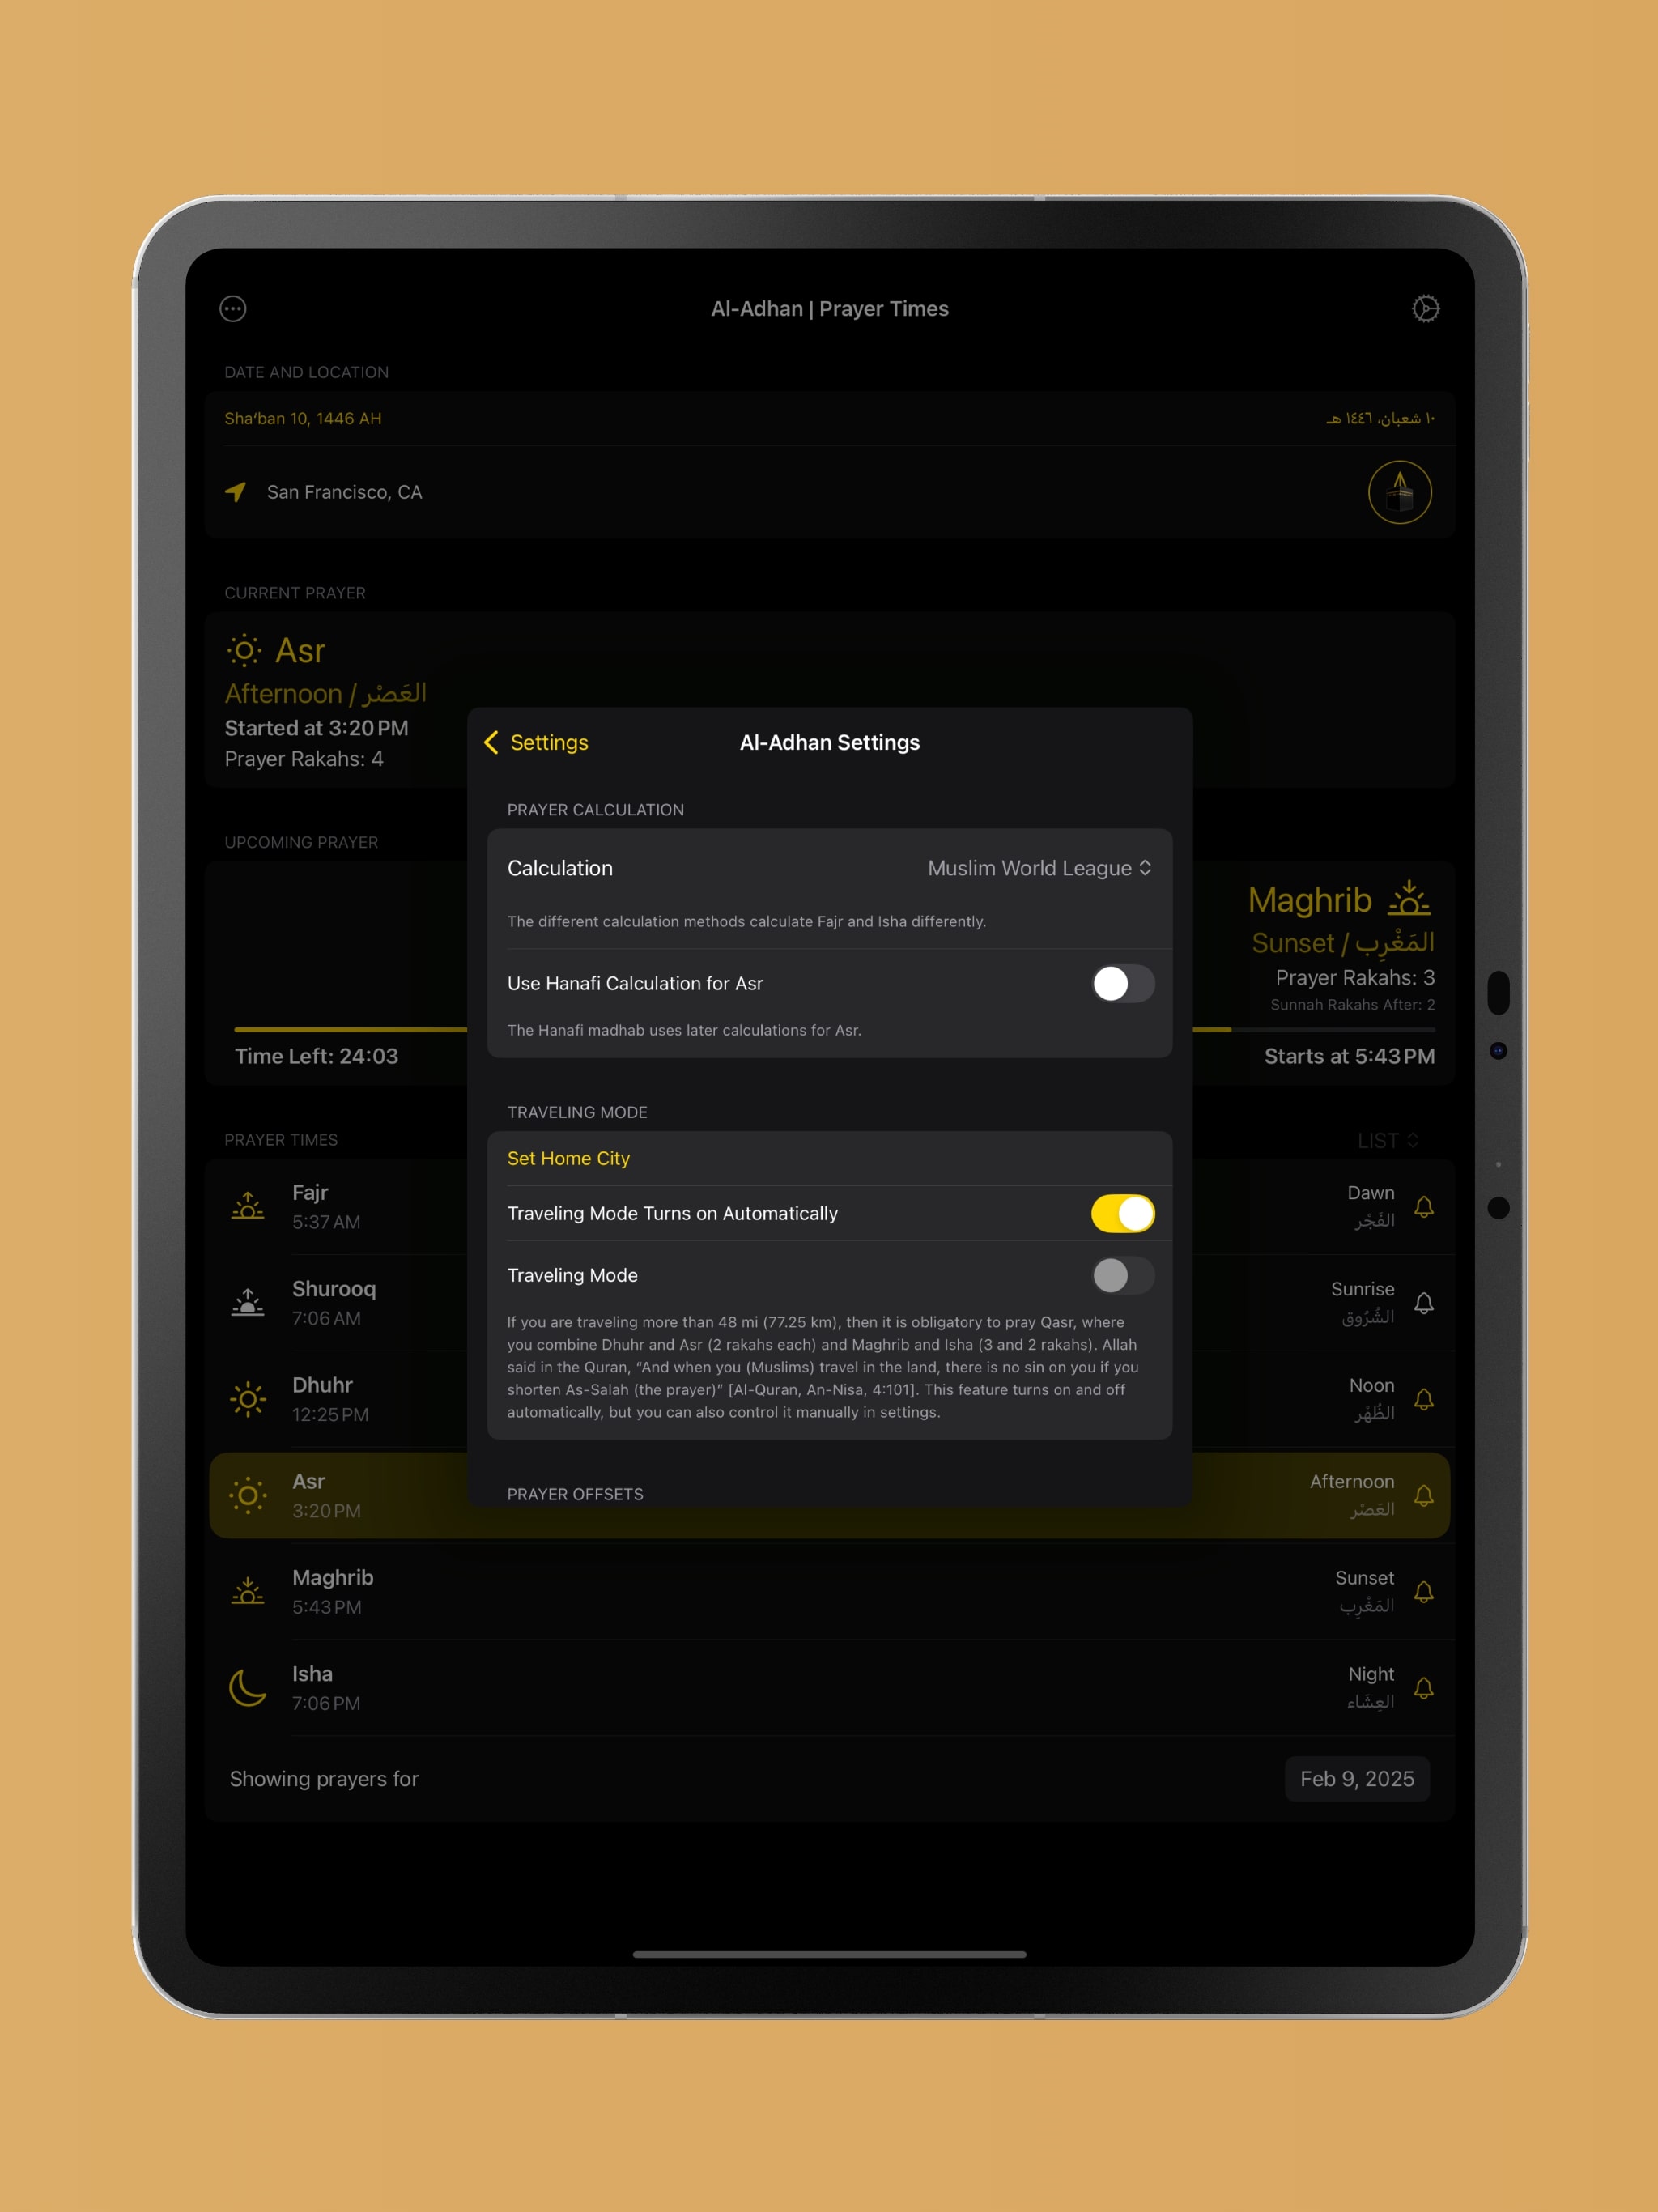 Al-Adhan | Prayer Times
DATE AND LOCATION
Shaʻban 10, 1446 AH
١٠ شعبان، ١٤٤٦ هـ
San Francisco, CA
CURRENT PRAYER
Asr
Afternoon / العَصْر
Started at 3:20 PM
Prayer Rakahs: 4
UPCOMING PRAYER
Maghrib
Sunset / المَغْرِب
Prayer Rakahs: 3
Sunnah Rakahs After: 2
Time Left: 24:03
Starts at 5:43 PM
Settings
Al-Adhan Settings
PRAYER CALCULATION
Calculation
Muslim World League
The different calculation methods calculate Fajr and Isha differently.
Use Hanafi Calculation for Asr
The Hanafi madhab uses later calculations for Asr.
TRAVELING MODE
Set Home City
Traveling Mode Turns on Automatically
Traveling Mode
If you are traveling more than 48 mi (77.25 km), then it is obligatory to pray Qasr, where
you combine Dhuhr and Asr (2 rakahs each) and Maghrib and Isha (3 and 2 rakahs). Allah
said in the Quran, “And when you (Muslims) travel in the land, there is no sin on you if you
shorten As-Salah (the prayer)” [Al-Quran, An-Nisa, 4:101]. This feature turns on and off
automatically, but you can also control it manually in settings.
PRAYER OFFSETS
PRAYER TIMES
LIST
Fajr
5:37 AM
Dawn
الفَجْر
Shurooq
7:06 AM
Sunrise
الشُرُوق
Dhuhr
12:25 PM
Noon
الظُهْر
Asr
3:20 PM
Afternoon
العَصْر
Maghrib
5:43 PM
Sunset
المَغْرِب
Isha
7:06 PM
Night
العِشَاء
Showing prayers for
Feb 9, 2025